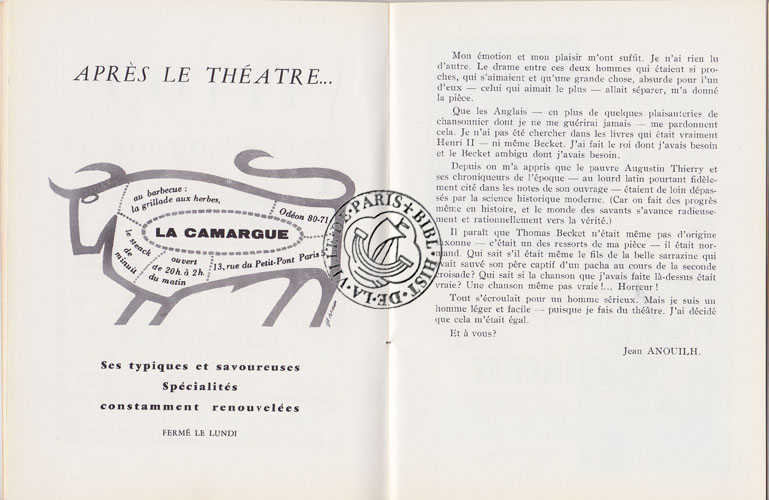 APRÈS LE THÉATRE...
au barbecue :
la grillade aux herbes,
Odéon 80-71
LA CAMARGUE
le steack
de
minuit
ouvert
de 20h. à 2h.
du matin
13, rue du Petit-Pont Paris
Ses typiques et savoureuses
Spécialités
constamment renouvelées
FERMÉ LE LUNDI
Mon émotion et mon plaisir m'ont suffit. Je n'ai rien lu
d'autre. Le drame entre ces deux hommes qui étaient si pro-
ches, qui s'aimaient et qu'une grande chose, absurde pour l'un
d'eux — celui qui aimait le plus — allait séparer, m'a donné
la pièce.
Que les Anglais — en plus de quelques plaisanteries de
chansonnier dont je ne me guérirai jamais — me pardonnent
cela. Je n'ai pas été chercher dans les livres qui était vraiment
Henri II — ni même Becket. J'ai fait le roi dont j'avais besoin
et le Becket ambigu dont j'avais besoin.
Depuis on m'a appris que le pauvre Augustin Thierry et
ses chroniqueurs de l'époque — au lourd latin pourtant fidèle-
ment cité dans les notes de son ouvrage — étaient de loin dépas-
sés par la science historique moderne. (Car on fait des progrès
même en histoire, et le monde des savants s'avance radieuse-
ment et rationnellement vers la vérité.)
Il paraît que Thomas Becket n'était même pas d'origine
saxonne — c'était un des ressorts de ma pièce — il était nor-
mand. Qui sait s'il était même le fils de la belle sarrazine qui
avait sauvé son père captif d'un pacha au cours de la seconde
croisade? Qui sait si la chanson que j'avais faite là-dessus était
vraie? Une chanson même pas vraie !... Horreur !
Tout s'écroulait pour un homme sérieux. Mais je suis un
homme léger et facile — puisque je fais du théâtre. J'ai décidé
que cela m'était égal.
Et à vous?
Jean ANOUILH.
BIBL. HIST. DE LA VILLE DE PARIS